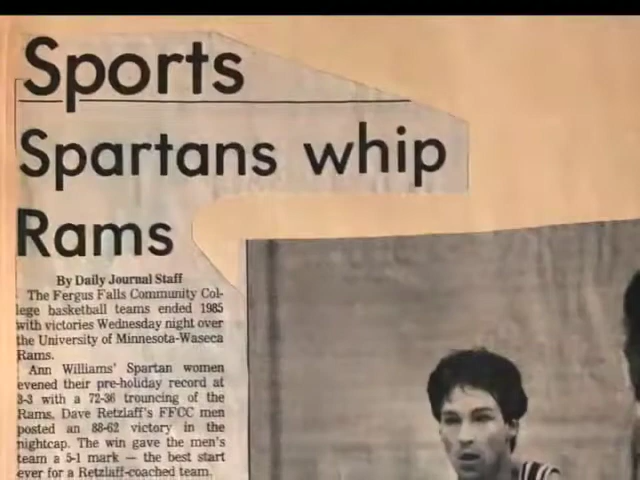 Sports
Spartans whip
Rams
By Daily Journal Staff
The Fergus Falls Community Col-
lege basketball teams ended 1985
with victories Wednesday night over
the University of Minnesota-Waseca
Rams.
Ann Williams' Spartan women
evened their pre-holiday record at
3-3 with a 72-36 trouncing of the
Rams. Dave Retzlaff's FFCC men
posted an 88-62 victory in the
nightcap. The win gave the men's
team a 5-1 mark — the best start
ever for a Retzlaff-coached team.